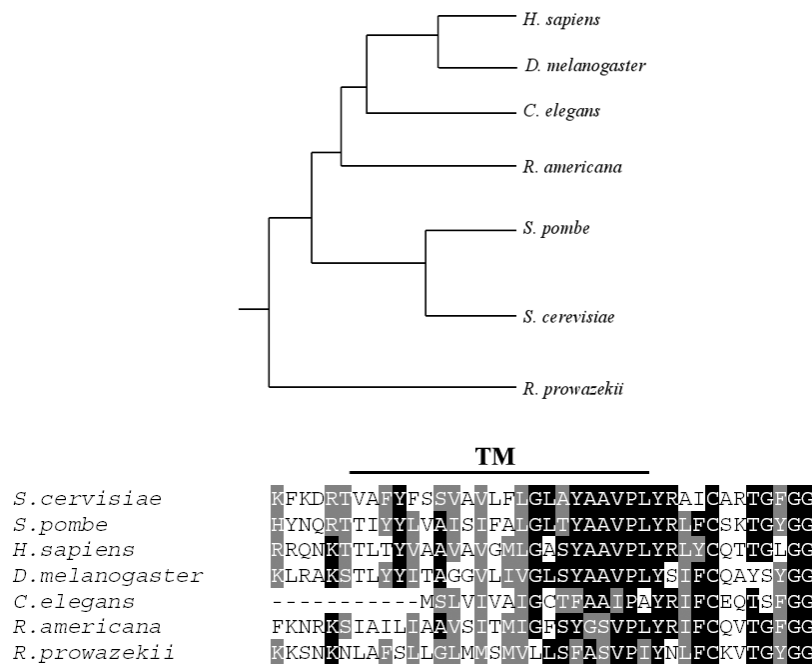 H. sapiens
D. melanogaster
C. elegans
R. americana
S. pombe
S. cerevisiae
R. prowazekii
TM
S.cervisiae KFKDRTVAFYFSSVAVLFLGLAYAAVPLYRAICARTGFGG
S.pombe HYNQRTTIYYLVAISIFALGLTYAAVPLYRLFCSKTGYGG
H.sapiens RRQNKTTLTYVAAVAVGMLGASYAAVPLYRLYCQTTGLGG
D.melanogaster KLRAKSTLYYITAGGVLIVGLSYAAVPLYSIFCQAYSYGG
C.elegans -----------MSLVIVAIGCTFAAIPAYRIFCEQTSFGG
R.americana FKNRKSIAILIAAVSITMIGFSYGSVPLYRIFCQVTGFGG
R.prowazekii KKSNKNLAFSLLGLMMSMVLLSFASVPIYNLFCKVTGYGG